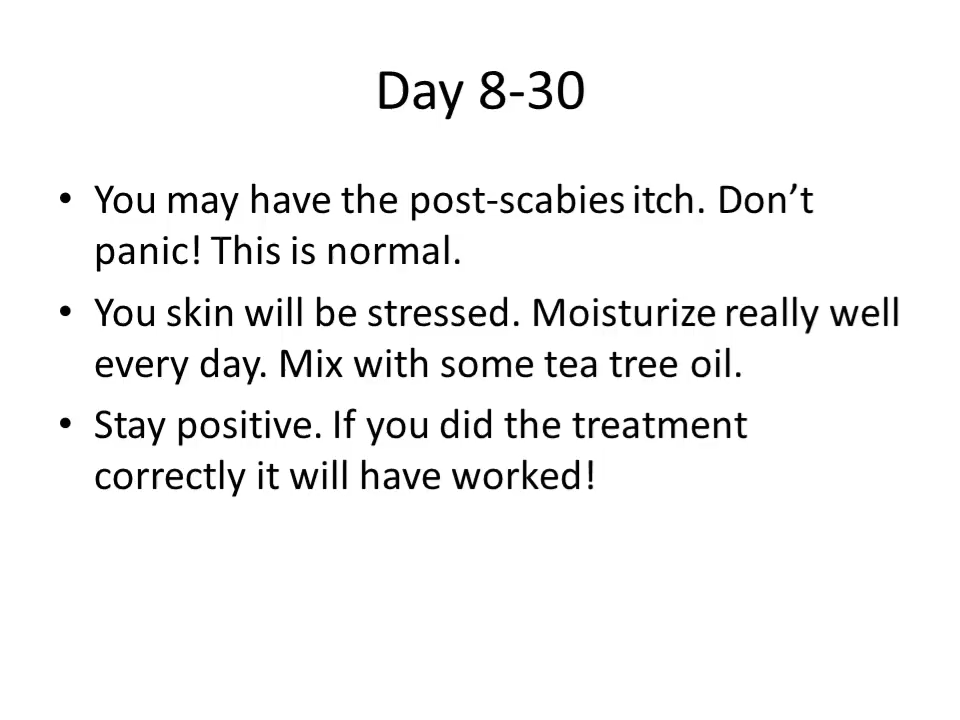 Day 8-30
• You may have the post-scabies itch. Don’t
panic! This is normal.
• You skin will be stressed. Moisturize really well
every day. Mix with some tea tree oil.
• Stay positive. If you did the treatment
correctly it will have worked!